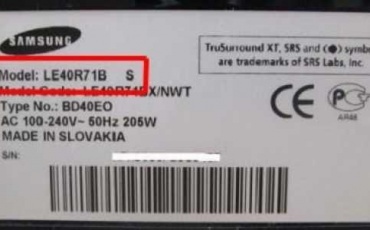 SAMSUNG
TruSurround XT, SRS and (●) symbo
are trademarks of SRS Labs, Inc.
Model: LE40R71B S
Model Code: LE40R71BX/NWT
Type No.: BD40EO
AC 100-240V~ 50Hz 205W
MADE IN SLOVAKIA
S/N:
CE